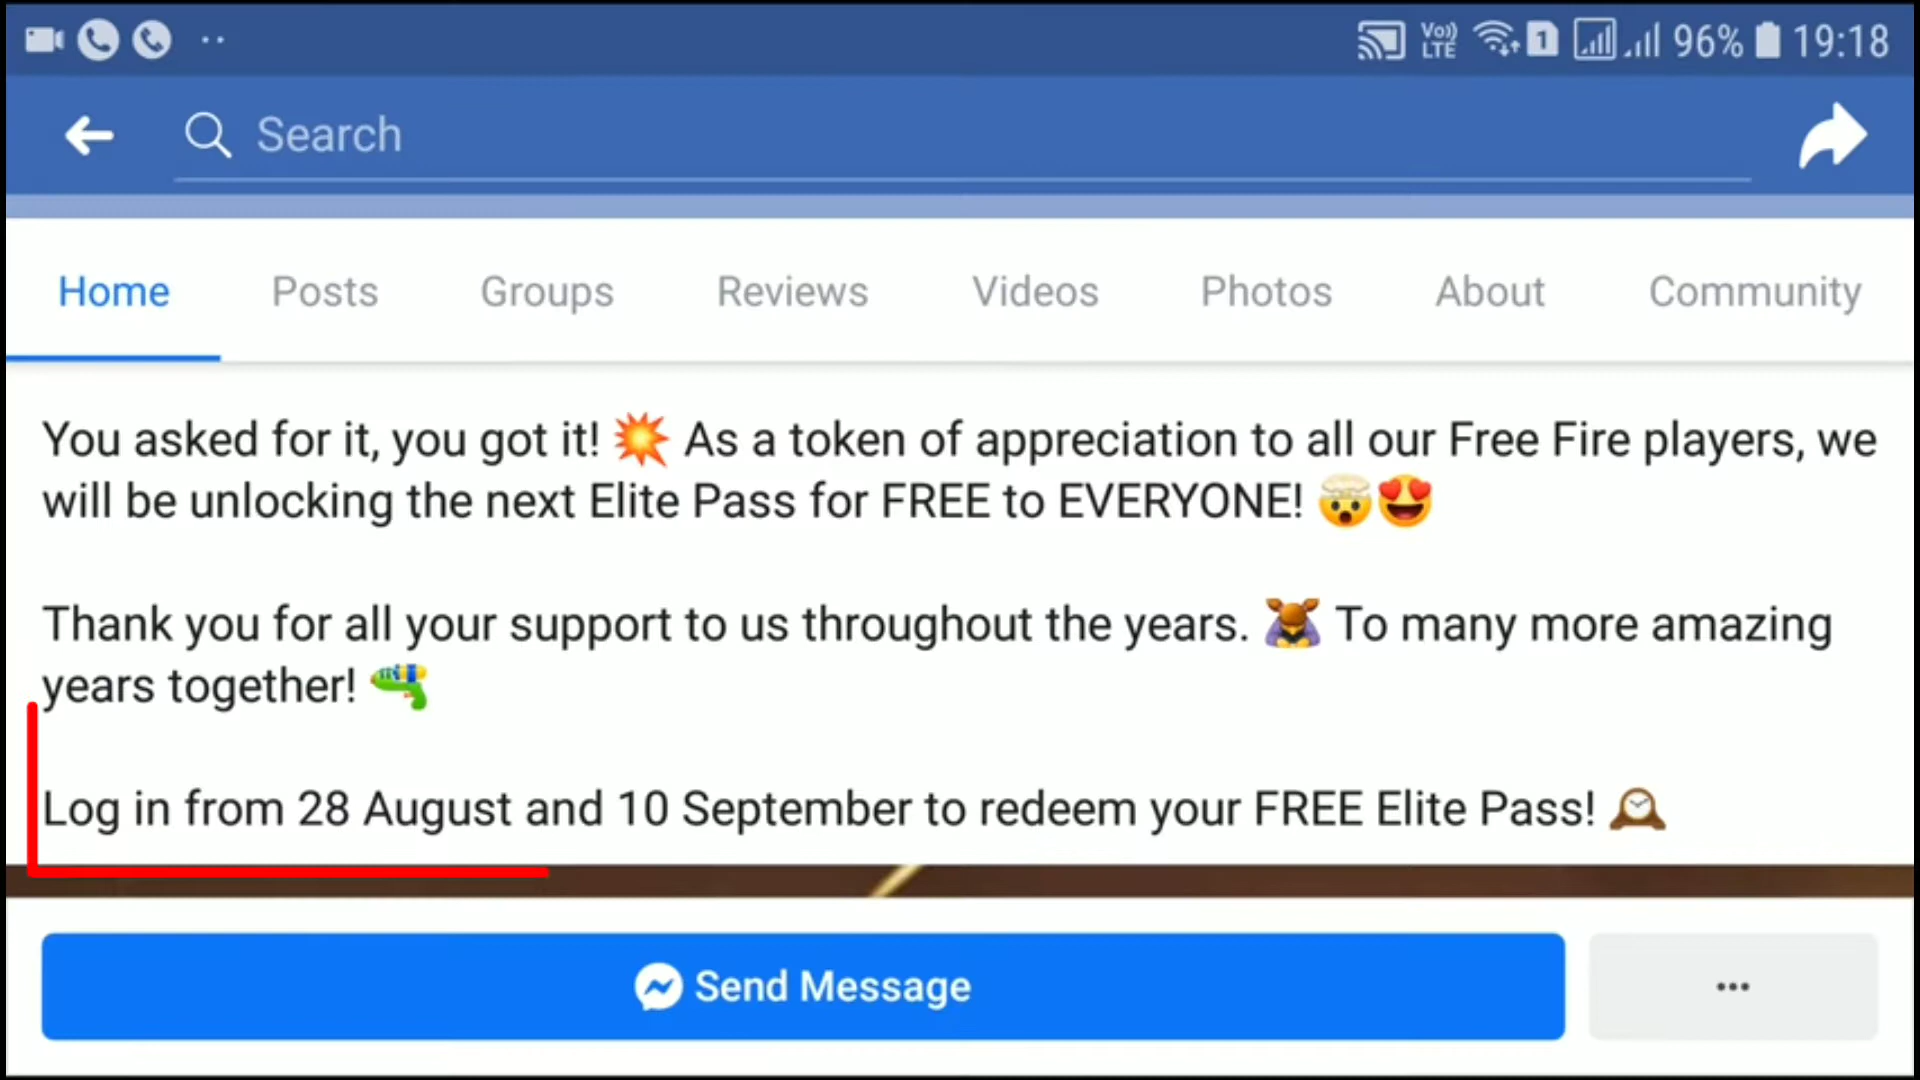 Vo)) LTE 1 96% 19:18
Search
Home Posts Groups Reviews Videos Photos About Community
You asked for it, you got it! 💥 As a token of appreciation to all our Free Fire players, we
will be unlocking the next Elite Pass for FREE to EVERYONE! 🤯😍
Thank you for all your support to us throughout the years. 🙇 To many more amazing
years together! 🔫
Log in from 28 August and 10 September to redeem your FREE Elite Pass! 🕰️
Send Message